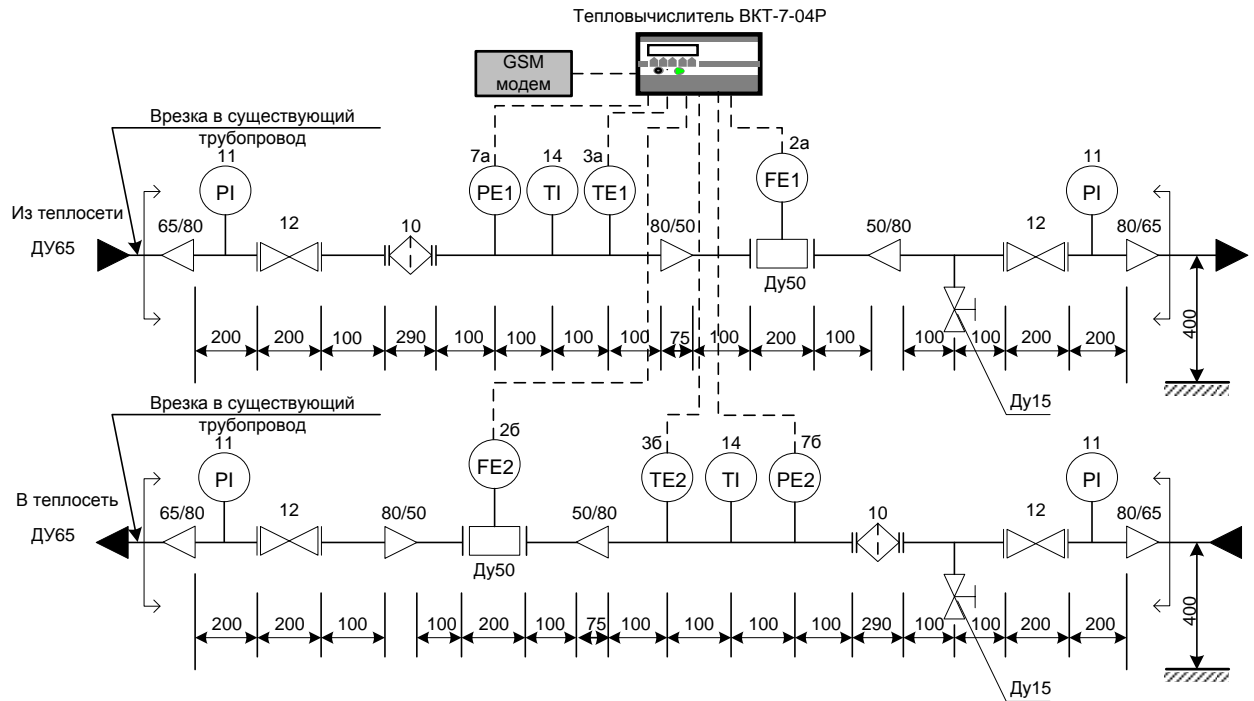 Тепловычислитель ВКТ-7-04Р
GSM
модем
Врезка в существующий
трубопровод
11
7а
14
3а
2а
11
PI
PE1
TI
TE1
FE1
PI
Из теплосети
ДУ65
65/80
12
10
80/50
50/80
12
80/65
Ду50
200
200
100
290
100
100
100
100
75
100
200
100
100
100
200
200
400
Ду15
Врезка в существующий
трубопровод
11
2б
3б
14
7б
11
PI
FE2
TE2
TI
PE2
PI
В теплосеть
ДУ65
65/80
12
80/50
50/80
10
12
80/65
Ду50
200
200
100
100
200
100
75
100
100
100
100
290
100
100
200
200
400
Ду15